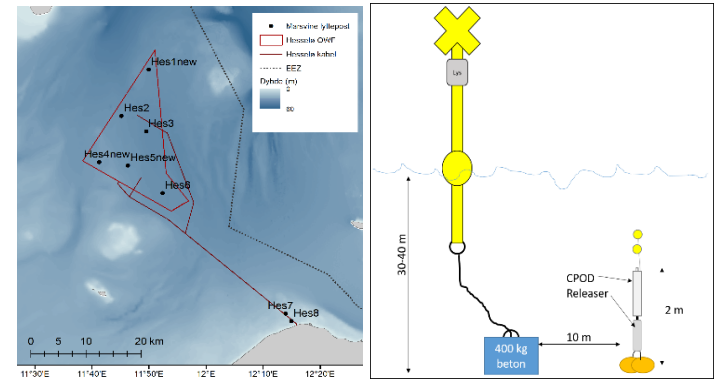 Marsvine lyttepost
Hesselø OWF
Hesselø kabel
EEZ
Dybde (m)
80
Hes1new
Hes2
Hes3
Hes4new
Hes5new
Hes6
Hes7
Hes8
0 5 10 20 km
11°30'E 11°40'E 11°50'E 12°E 12°10'E 12°20'E
Lys
30-40 m
CPOD
Releaser
2 m
400 kg
beton
10 m